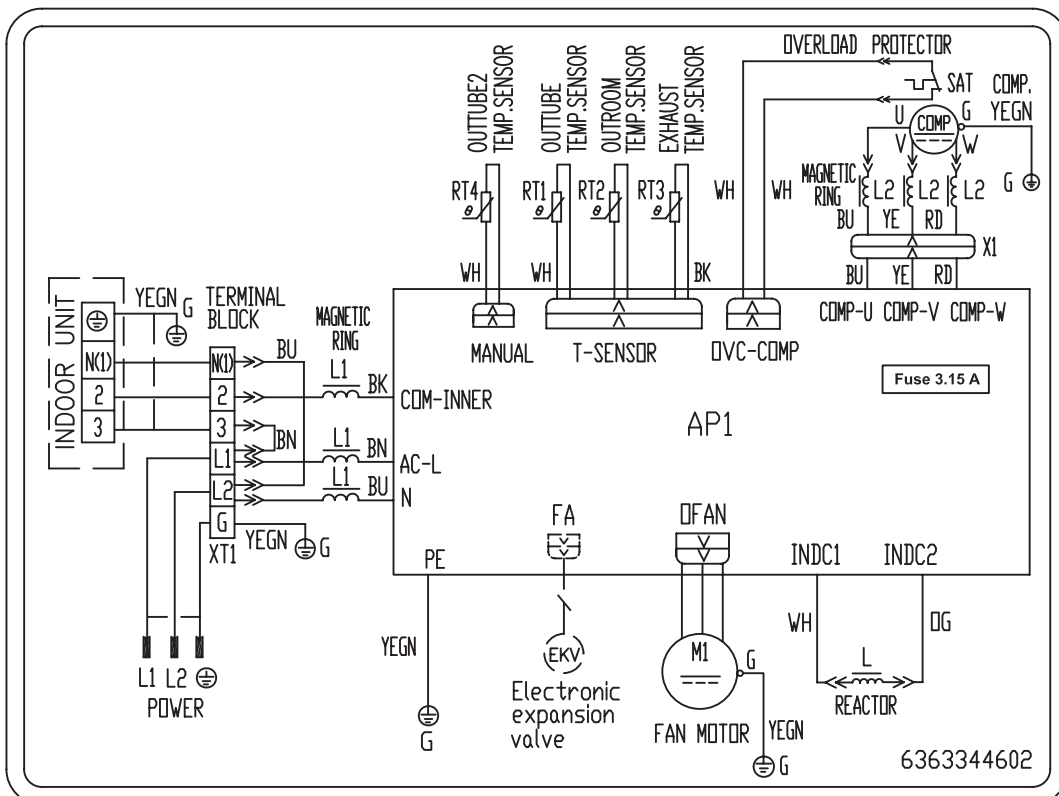 OVERLOAD PROTECTOR
OUTTUBE2
TEMP.SENSOR
OUTTUBE
TEMP.SENSOR
OUTROOM
TEMP.SENSOR
EXHAUST
TEMP.SENSOR
SAT
COMP.
YEGN
U
COMP
G
V
W
MAGNETIC
RING
L2
L2
L2
G
RT4
θ
RT1
θ
RT2
θ
RT3
θ
WH
WH
BU
YE
RD
X1
WH
WH
BK
BU
YE
RD
INDOOR UNIT
YEGN
G
TERMINAL
BLOCK
MAGNETIC
RING
MANUAL
T-SENSOR
OVC-COMP
COMP-U
COMP-V
COMP-W
N(1)
N(1)
BU
L1
BK
COM-INNER
2
2
Fuse 3.15 A
3
3
BN
AP1
L1
L1
BN
AC-L
L2
L1
BU
N
G
YEGN
G
XT1
FA
OFAN
PE
INDC1
INDC2
YEGN
WH
OG
L1
L2
POWER
EKV
M1
G
L
REACTOR
Electronic
expansion
valve
FAN MOTOR
YEGN
G
G
6363344602